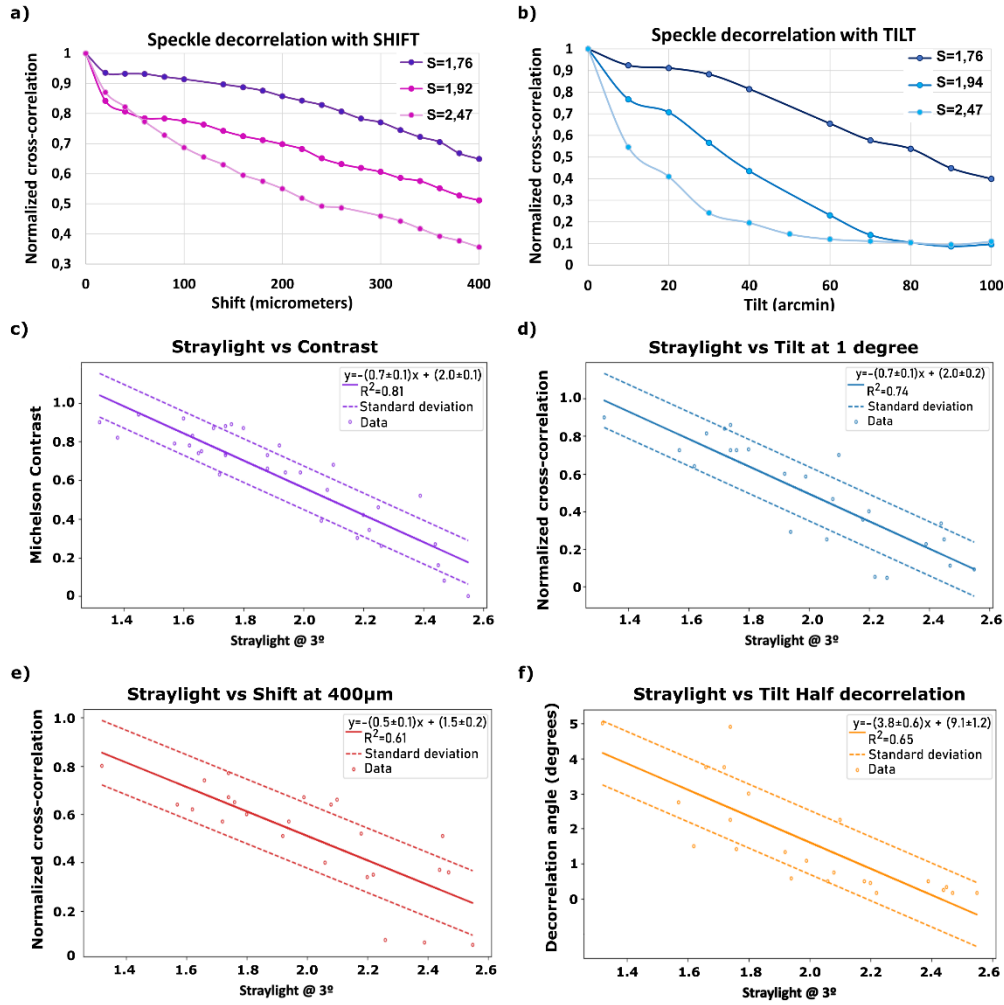 a)
Speckle decorrelation with SHIFT
1
0,9
0,8
0,7
0,6
0,5
0,4
0,3
Normalized cross-correlation
S=1,76
S=1,92
S=2,47
0 100 200 300 400
Shift (micrometers)
b)
Speckle decorrelation with TILT
1
0,9
0,8
0,7
0,6
0,5
0,4
0,3
0,2
0,1
0
Normalized cross-correlation
S=1,76
S=1,94
S=2,47
0 20 40 60 80 100
Tilt (arcmin)
c)
Straylight vs Contrast
y=-(0.7±0.1)x + (2.0±0.1)
R²=0.81
Standard deviation
Data
1.0
0.8
0.6
0.4
0.2
0
Michelson Contrast
1.4 1.6 1.8 2.0 2.2 2.4 2.6
Straylight @ 3º
d)
Straylight vs Tilt at 1 degree
y=-(0.7±0.1)x + (2.0±0.2)
R²=0.74
Standard deviation
Data
1.0
0.8
0.6
0.4
0.2
0
Normalized cross-correlation
1.4 1.6 1.8 2.0 2.2 2.4 2.6
Straylight @ 3º
e)
Straylight vs Shift at 400µm
y=-(0.5±0.1)x + (1.5±0.2)
R²=0.61
Standard deviation
Data
1.0
0.8
0.6
0.4
0.2
0
Normalized cross-correlation
1.4 1.6 1.8 2.0 2.2 2.4 2.6
Straylight @ 3º
f)
Straylight vs Tilt Half decorrelation
y=-(3.8±0.6)x + (9.1±1.2)
R²=0.65
Standard deviation
Data
5
4
3
2
1
0
Decorrelation angle (degrees)
1.4 1.6 1.8 2.0 2.2 2.4 2.6
Straylight @ 3º